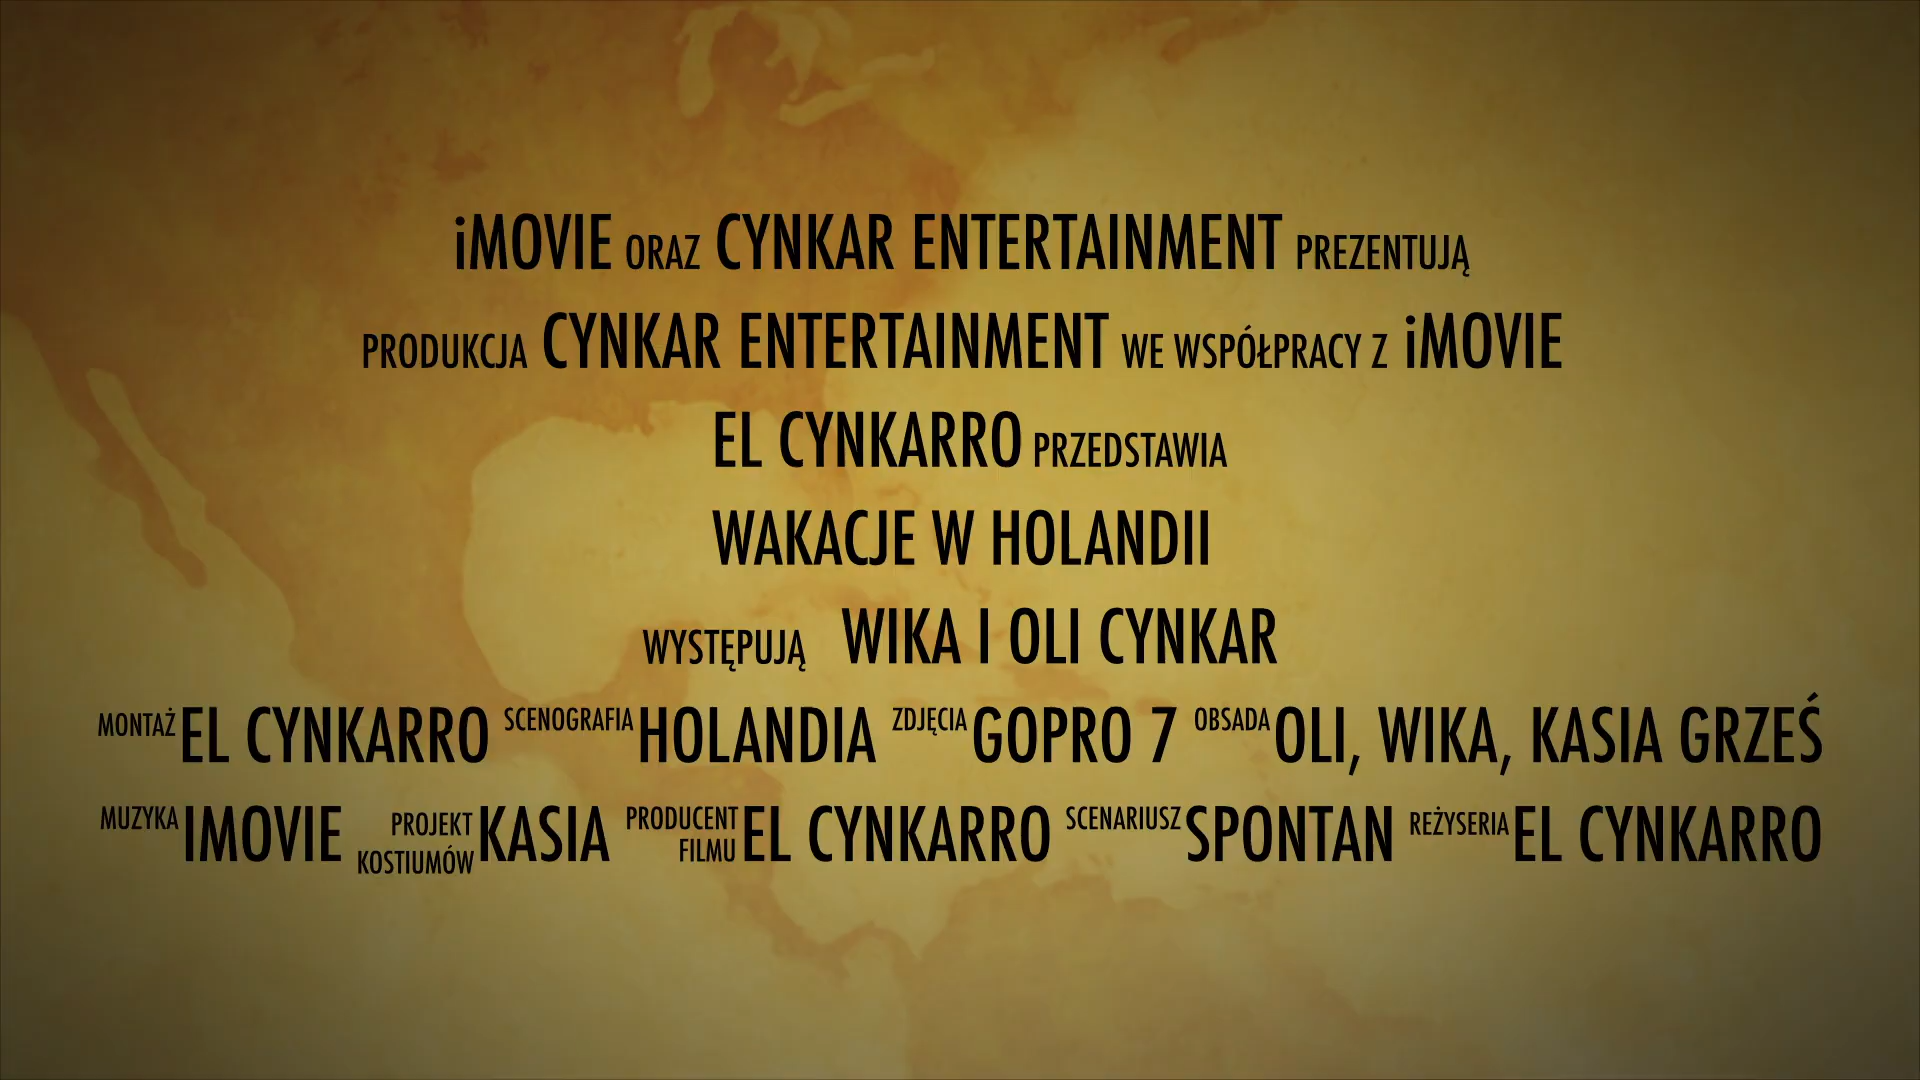 iMOVIE ORAZ CYNKAR ENTERTAINMENT PREZENTUJĄ
PRODUKCJA CYNKAR ENTERTAINMENT WE WSPÓŁPRACY Z iMOVIE
EL CYNKARRO PRZEDSTAWIA
WAKACJE W HOLANDII
WYSTĘPUJĄ WIKA I OLI CYNKAR
MONTAŻ EL CYNKARRO SCENOGRAFIA HOLANDIA ZDJĘCIA GOPRO 7 OBSADA OLI, WIKA, KASIA GRZEŚ
MUZYKA IMOVIE PROJEKT KOSTIUMÓW KASIA PRODUCENT FILMU EL CYNKARRO SCENARIUSZ SPONTAN REŻYSERIA EL CYNKARRO